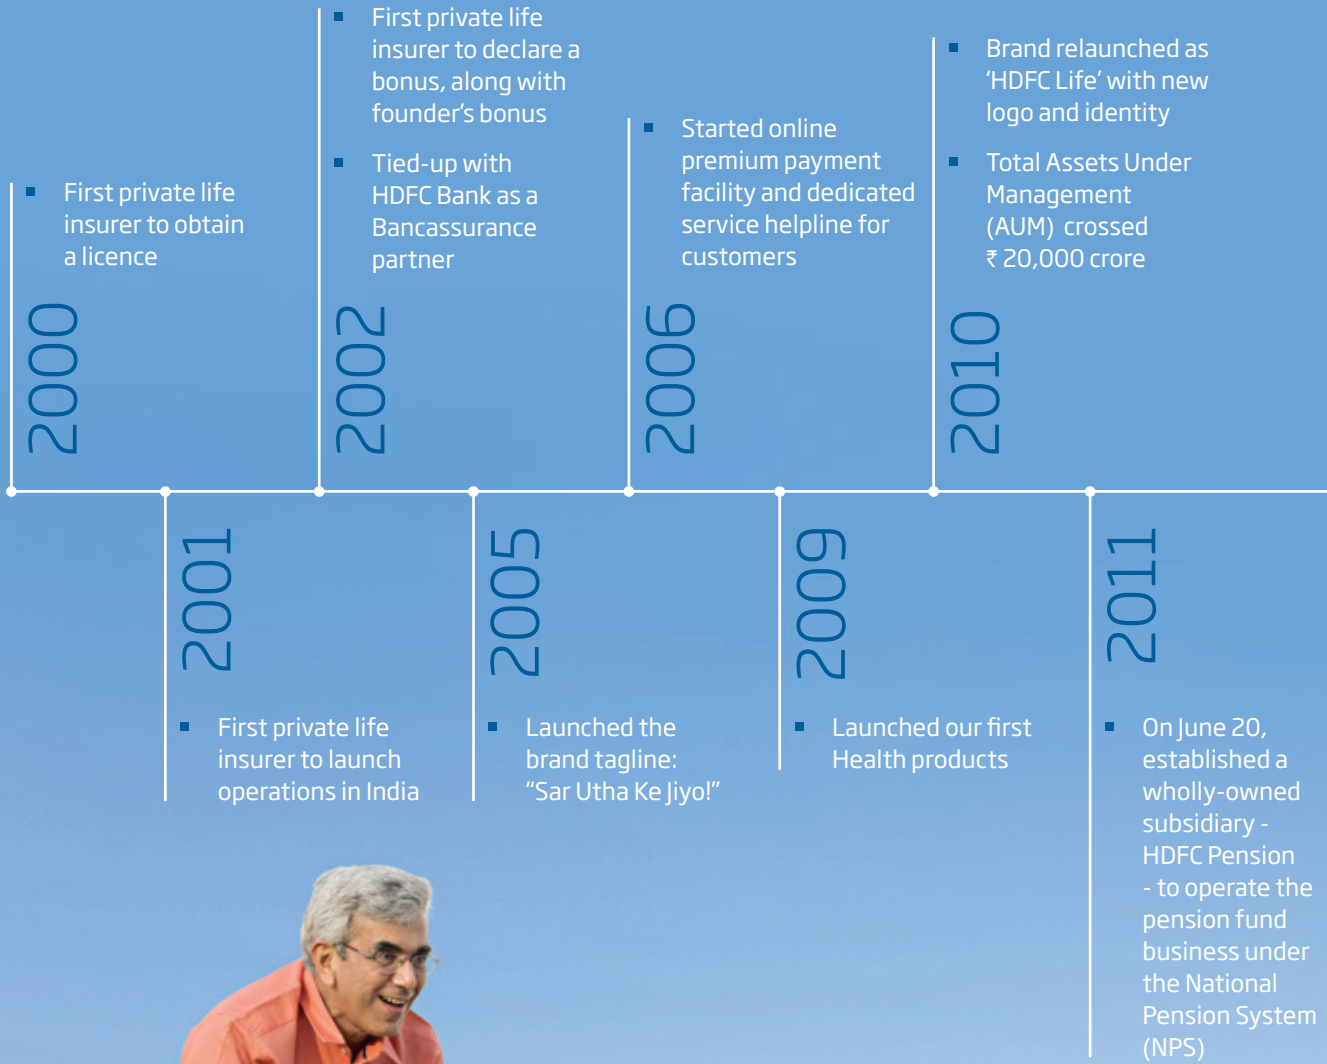 2000
First private life
insurer to obtain
a licence
2001
First private life
insurer to launch
operations in India
2002
First private life
insurer to declare a
bonus, along with
founder’s bonus
Tied-up with
HDFC Bank as a
Bancassurance
partner
2005
Launched the
brand tagline:
“Sar Utha Ke Jiyo!”
2006
Started online
premium payment
facility and dedicated
service helpline for
customers
2009
Launched our first
Health products
2010
Brand relaunched as
‘HDFC Life’ with new
logo and identity
Total Assets Under
Management
(AUM) crossed
₹ 20,000 crore
2011
On June 20,
established a
wholly-owned
subsidiary -
HDFC Pension
- to operate the
pension fund
business under
the National
Pension System
(NPS)